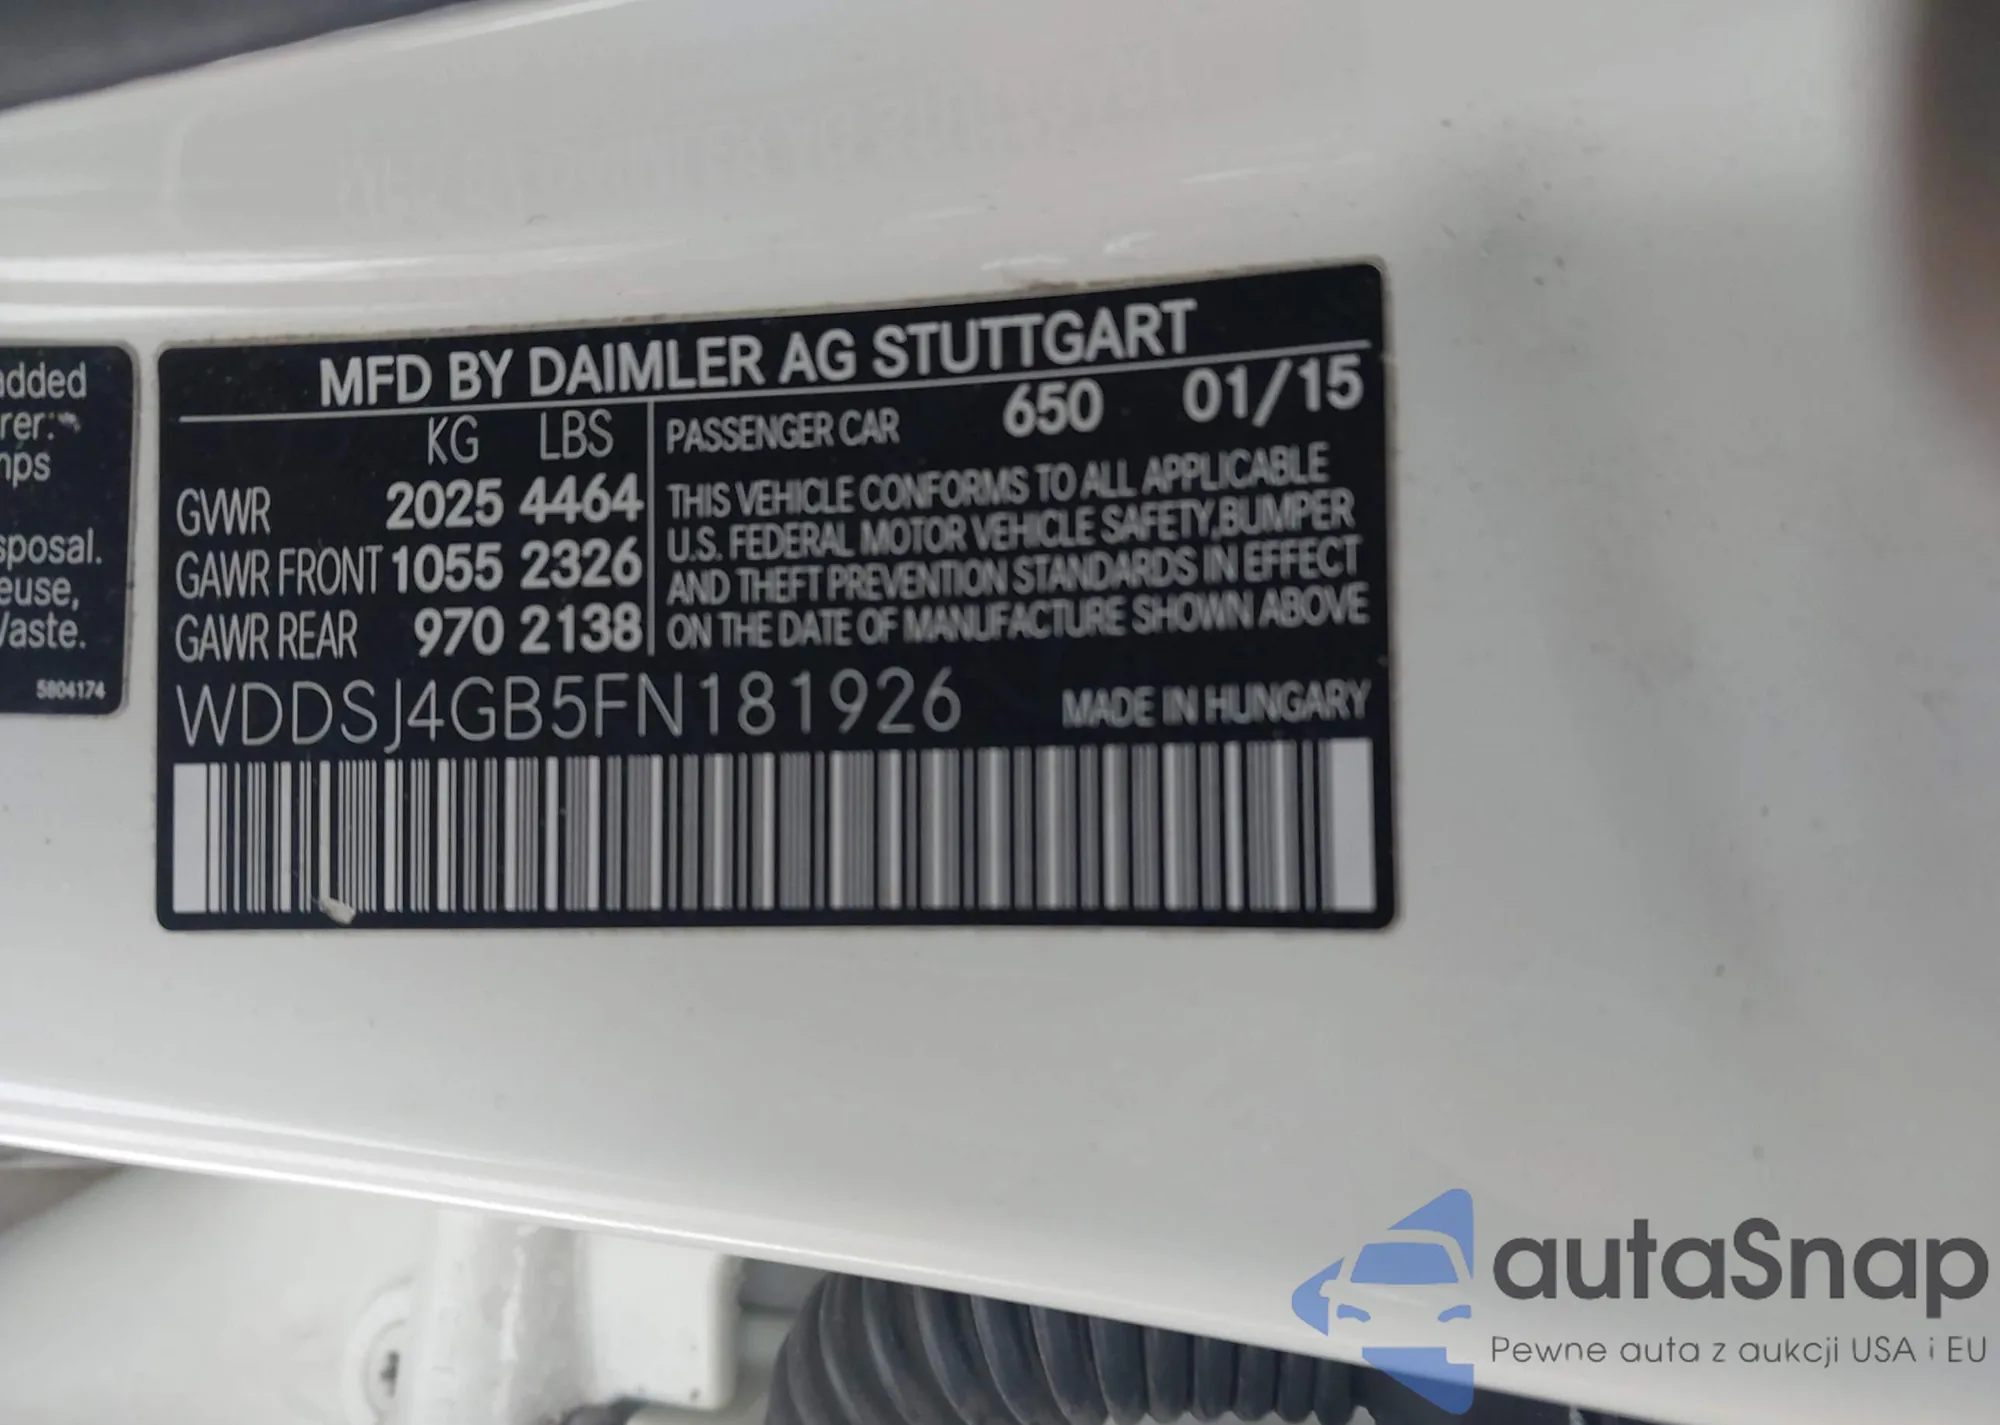 added
rer:
mps
sposal.
euse,
Waste.
5804174
MFD BY DAIMLER AG STUTTGART
KG LBS
GVWR 2025 4464
GAWR FRONT 1055 2326
GAWR REAR 970 2138
PASSENGER CAR 650 01/15
THIS VEHICLE CONFORMS TO ALL APPLICABLE
U.S. FEDERAL MOTOR VEHICLE SAFETY,BUMPER
AND THEFT PREVENTION STANDARDS IN EFFECT
ON THE DATE OF MANUFACTURE SHOWN ABOVE
WDDSJ4GB5FN181926 MADE IN HUNGARY
autaSnap
Pewne auta z aukcji USA i EU